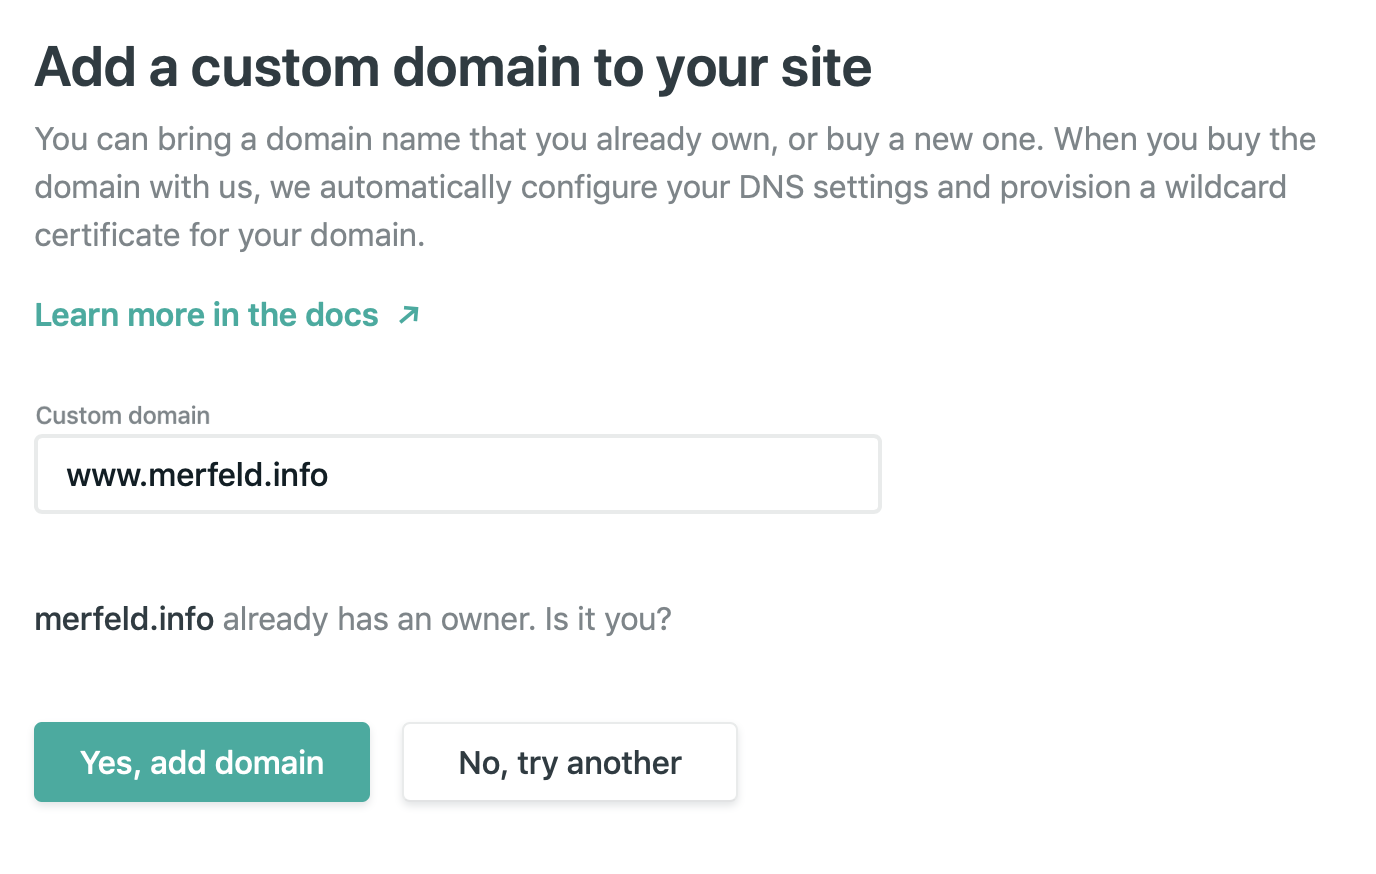 Add a custom domain to your site
You can bring a domain name that you already own, or buy a new one. When you buy the
domain with us, we automatically configure your DNS settings and provision a wildcard
certificate for your domain.
Learn more in the docs
Custom domain
www.merfeld.info
merfeld.info already has an owner. Is it you?
Yes, add domain
No, try another